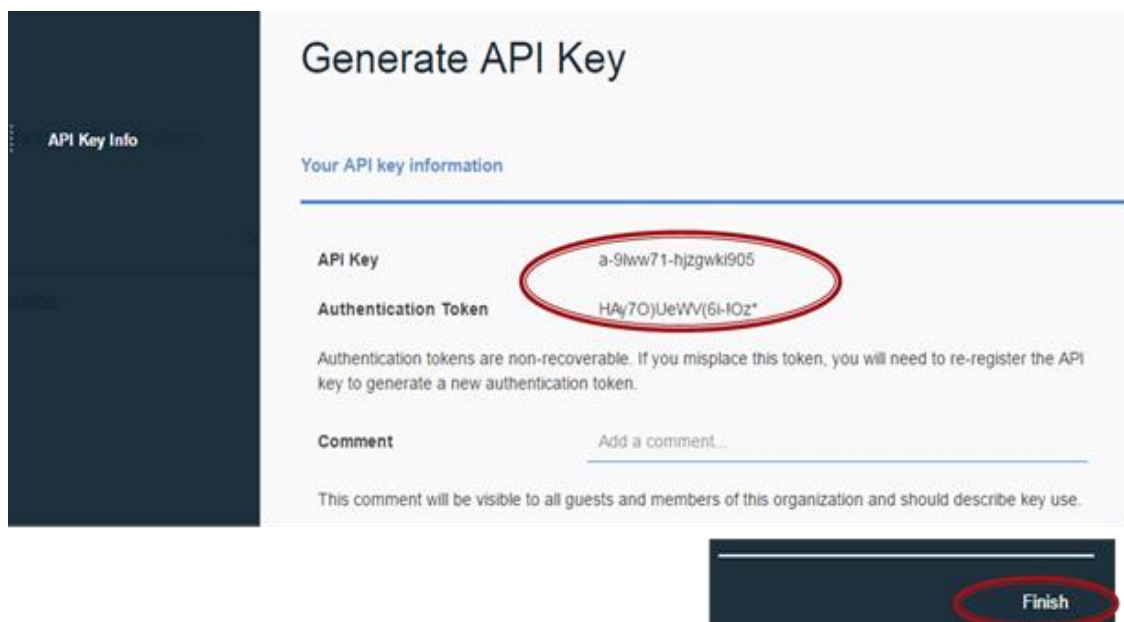 Generate API Key
API Key Info
Your API key information
API Key a-9lww71-hjzgwki905
Authentication Token HAy7O)UeWV(6i-fOz*
Authentication tokens are non-recoverable. If you misplace this token, you will need to re-register the API
key to generate a new authentication token.
Comment Add a comment...
This comment will be visible to all guests and members of this organization and should describe key use.
Finish